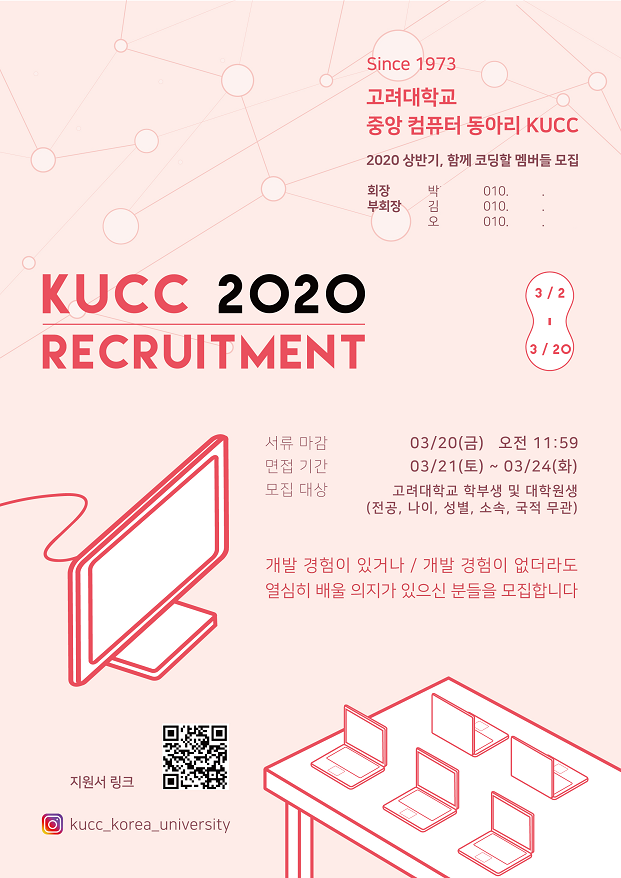 Since 1973
고려대학교
중앙 컴퓨터 동아리 KUCC
2020 상반기, 함께 코딩할 멤버들 모집
회장 박 010. .
부회장 김 010. .
오 010. .
KUCC 2020
RECRUITMENT
3 / 2
-
3 / 20
서류 마감 03/20(금) 오전 11:59
면접 기간 03/21(토) ~ 03/24(화)
모집 대상 고려대학교 학부생 및 대학원생
(전공, 나이, 성별, 소속, 국적 무관)
개발 경험이 있거나 / 개발 경험이 없더라도
열심히 배울 의지가 있으신 분들을 모집합니다
지원서 링크
kucc_korea_university